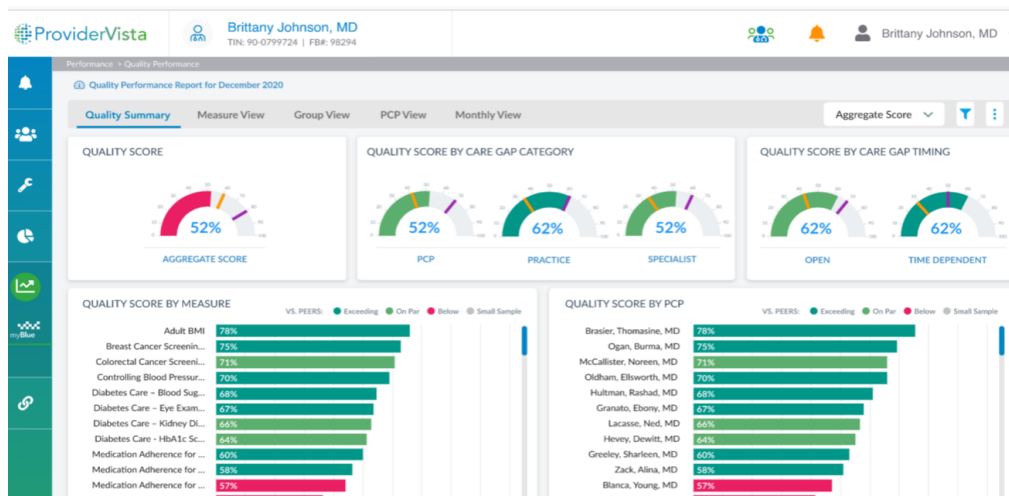 ProviderVista
Brittany Johnson, MD
TIN: 90-0799724 | FB#: 98294
Brittany Johnson, MD
Performance > Quality Performance
Quality Performance Report for December 2020
Quality Summary Measure View Group View PCP View Monthly View Aggregate Score
QUALITY SCORE
52%
AGGREGATE SCORE
QUALITY SCORE BY CARE GAP CATEGORY
52% 62% 52%
PCP PRACTICE SPECIALIST
QUALITY SCORE BY CARE GAP TIMING
62% 62%
OPEN TIME DEPENDENT
myBlue
QUALITY SCORE BY MEASURE
VS. PEERS: Exceeding On Par Below Small Sample
Adult BMI 78%
Breast Cancer Screenin... 75%
Colorectal Cancer Screeni... 71%
Controlling Blood Pressur... 70%
Diabetes Care – Blood Sug... 68%
Diabetes Care – Eye Exam... 67%
Diabetes Care – Kidney Di... 66%
Diabetes Care - HbA1c Sc... 64%
Medication Adherence for ... 60%
Medication Adherence for ... 58%
Medication Adherence for ... 57%
QUALITY SCORE BY PCP
VS. PEERS: Exceeding On Par Below Small Sample
Brasier, Thomasine, MD 78%
Ogan, Burma, MD 75%
McCallister, Noreen, MD 71%
Oldham, Ellsworth, MD 70%
Hultman, Rashad, MD 68%
Granato, Ebony, MD 67%
Lacasse, Ned, MD 66%
Hevey, Dewitt, MD 64%
Greeley, Sharleen, MD 60%
Zack, Alina, MD 58%
Blanca, Young, MD 57%